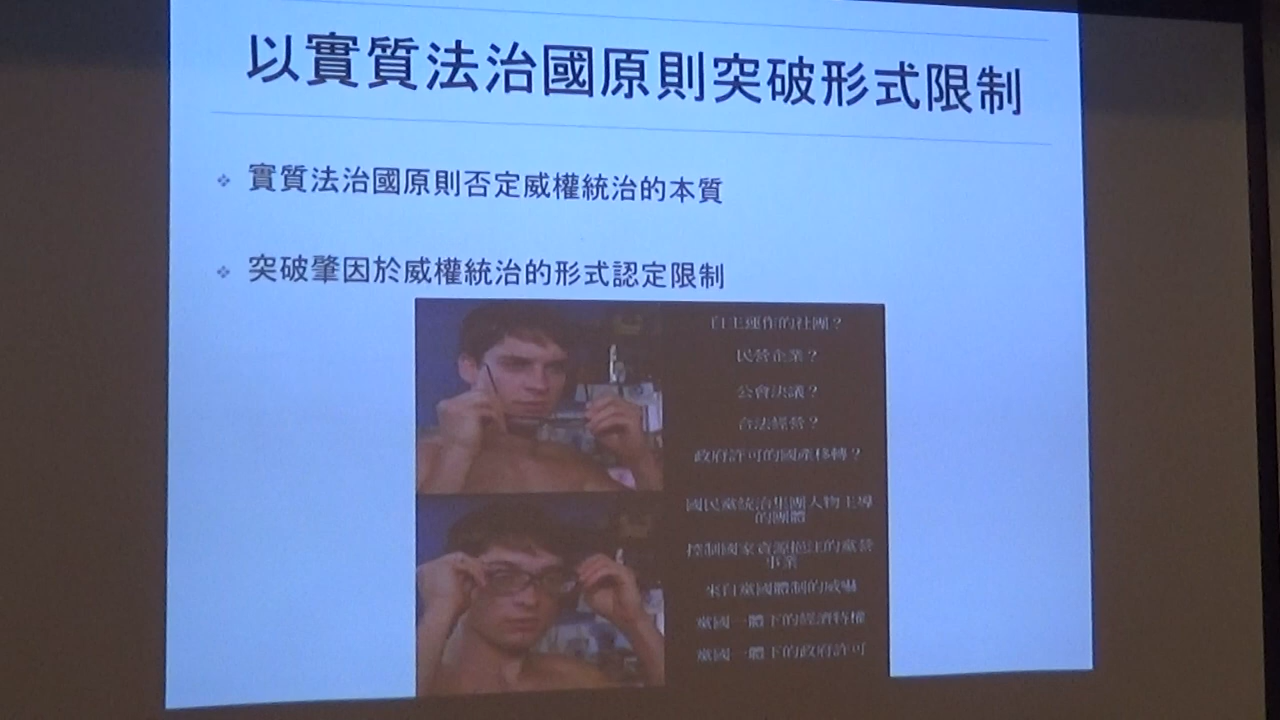 以實質法治國原則突破形式限制
實質法治國原則否定威權統治的本質
突破肇因於威權統治的形式認定限制
自主運作的社團？
民營企業？
公會決議？
合法經營？
政府許可的國產移轉？
國民黨統治集團人物主導
的團體
控制國家資源挹注的黨營
事業
來自黨國體制的威嚇
黨國一體下的經濟特權
黨國一體下的政府許可